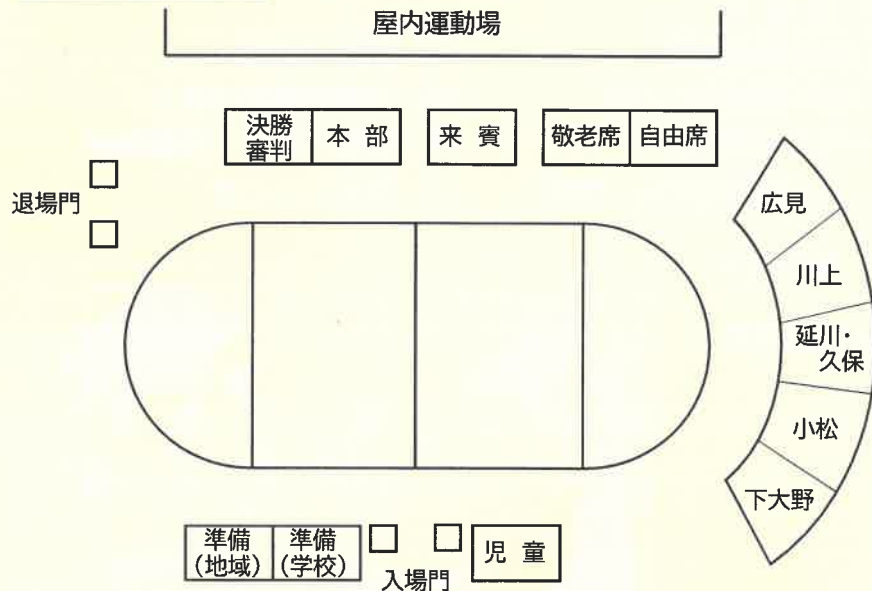 屋内運動場
決勝
審判
本 部
来 賓
敬老席
自由席
退場門
広見
川上
延川・
久保
小松
下大野
準備
(地域)
準備
(学校)
入場門
児 童